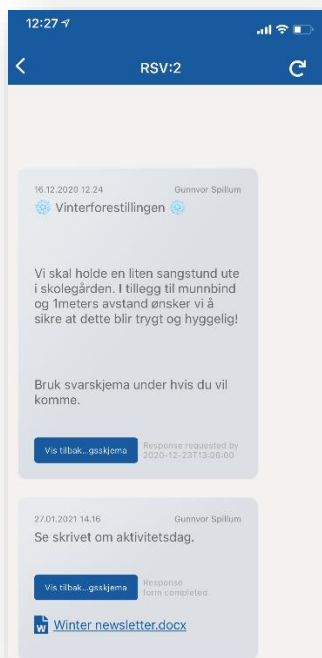 12:27
RSV:2
16.12.2020 12.24 Gunnvor Spillum
Vinterforestillingen
Vi skal holde en liten sangstund ute
i skolegården. I tillegg til munnbind
og 1meters avstand ønsker vi å
sikre at dette blir trygt og hyggelig!
Bruk svarskjema under hvis du vil
komme.
Vis tilbak...gsskjema
Response requested by
2020-12-23T13:06:00
27.01.2021 14.16 Gunnvor Spillum
Se skrivet om aktivitetsdag.
Vis tilbak...gsskjema
Response
form completed
Winter newsletter.docx